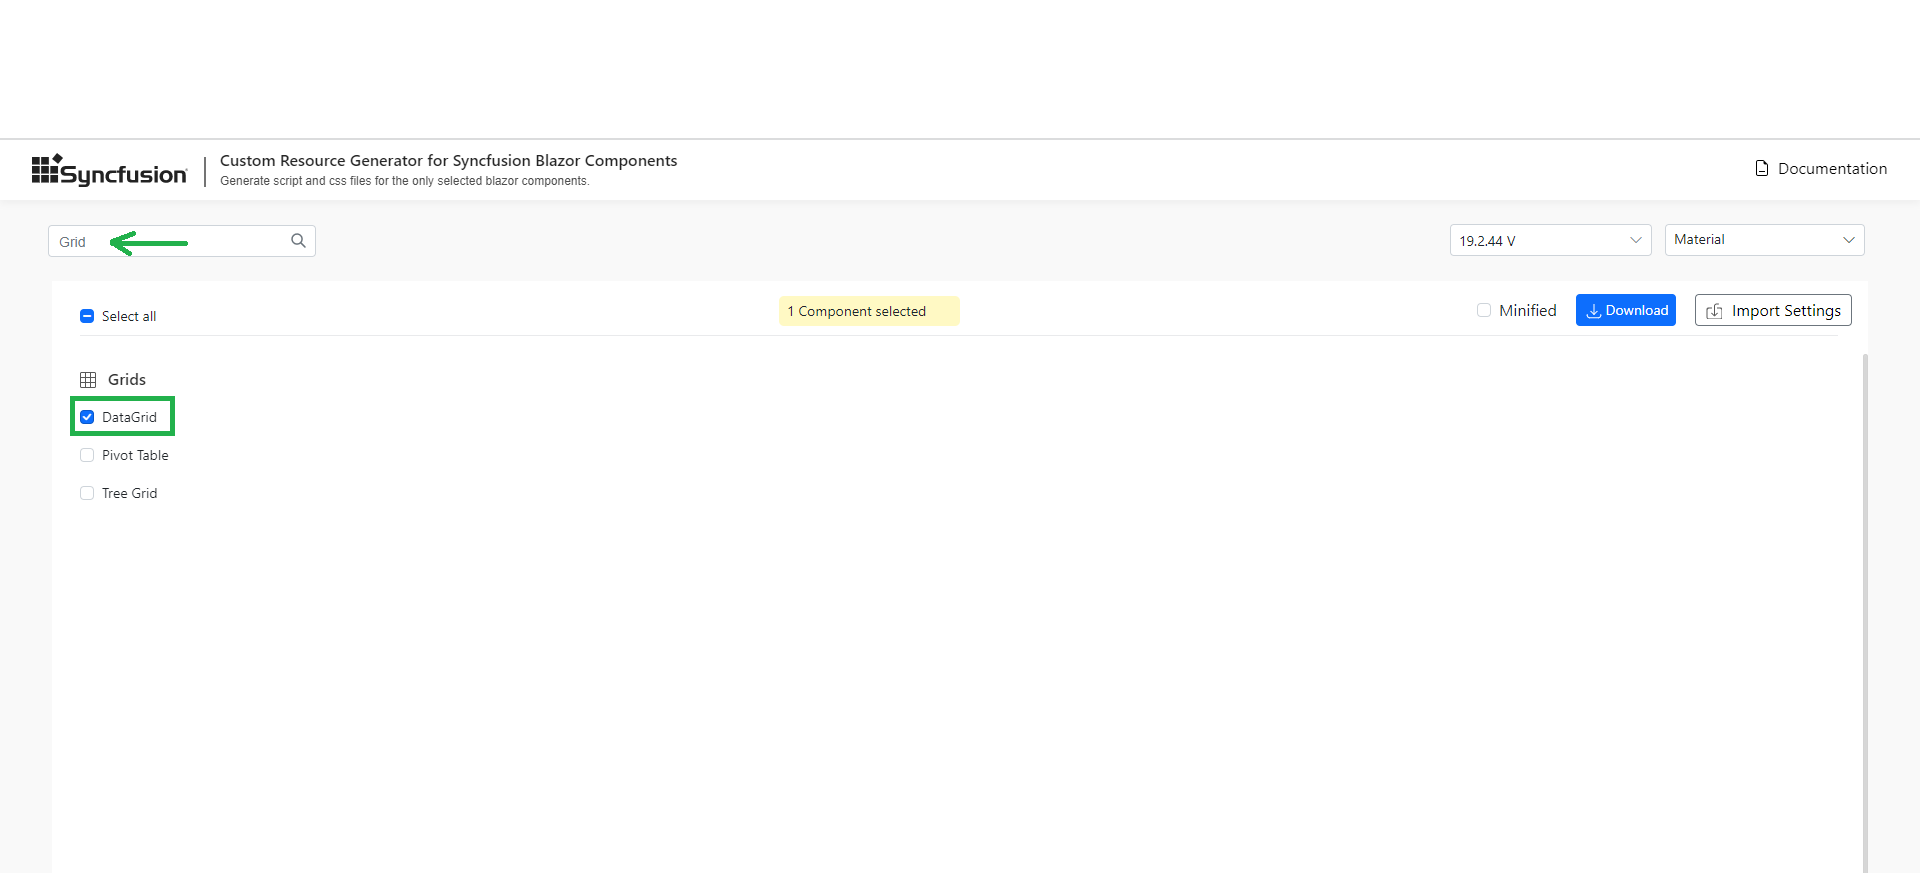 Syncfusion
Custom Resource Generator for Syncfusion Blazor Components
Generate script and css files for the only selected blazor components.
Documentation
Grid
19.2.44 V
Material
Select all
1 Component selected
Minified
Download
Import Settings
Grids
DataGrid
Pivot Table
Tree Grid